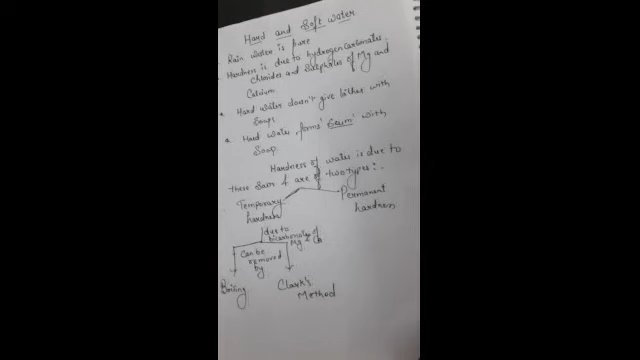 Hard and Soft Water
Rain water is pure
Hardness is due to hydrogen carbonates,
Chlorides and Sulphates of Mg and
Calcium
* Hard water doesn't give lather with
Soaps
* Hard water forms 'Scum' with
Soap
Hardness of water is due to
these Salt & are of two types:-
Temporary
hardness
Permanent
hardness
due to
bicarbonates of
Mg & Ca
Can be
removed
by
Boiling
Clark's
Method